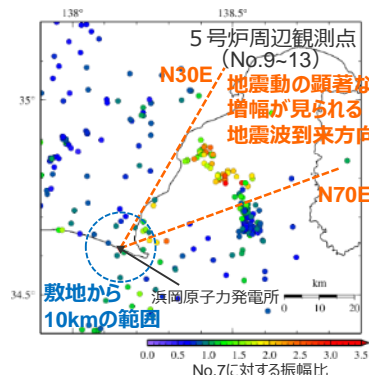 138°
138.5°
5号炉周辺観測点
(No.9~13)
N30E
地震動の顕著な
増幅が見られる
地震波到来方向
35°
N70E
敷地から
10kmの範囲
浜岡原子力発電所
km
0 10 20
34.5°
0.0 0.5 1.0 1.5 2.0 2.5 3.0 3.5
No.7に対する振幅比